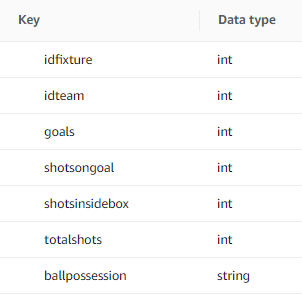 Key Data type
idfixture int
idteam int
goals int
shotsongoal int
shotsinsidebox int
totalshots int
ballpossession string